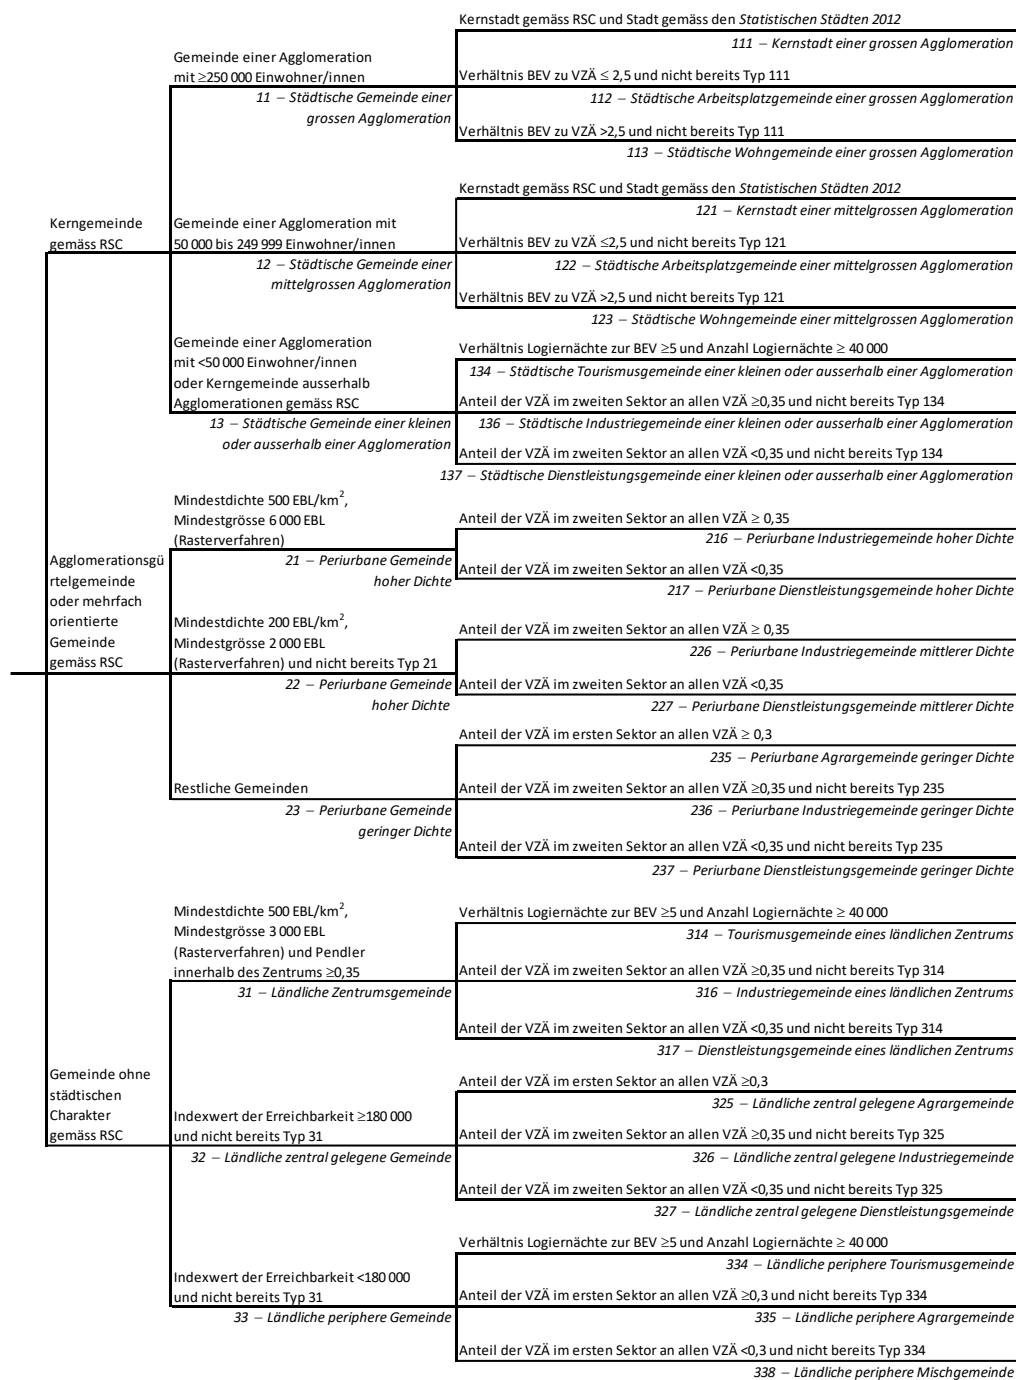 Kernstadt gemäss RSC und Stadt gemäss den Statistischen Städten 2012
111 – Kernstadt einer grossen Agglomeration
Gemeinde einer Agglomeration
mit ≥250 000 Einwohner/innen
Verhältnis BEV zu VZÄ ≤ 2,5 und nicht bereits Typ 111
11 – Städtische Gemeinde einer
grossen Agglomeration
112 – Städtische Arbeitsplatzgemeinde einer grossen Agglomeration
Verhältnis BEV zu VZÄ >2,5 und nicht bereits Typ 111
113 – Städtische Wohngemeinde einer grossen Agglomeration
Kernstadt gemäss RSC und Stadt gemäss den Statistischen Städten 2012
121 – Kernstadt einer mittelgrossen Agglomeration
Kerngemeinde
gemäss RSC
Gemeinde einer Agglomeration mit
50 000 bis 249 999 Einwohner/innen
Verhältnis BEV zu VZÄ ≤2,5 und nicht bereits Typ 121
12 – Städtische Gemeinde einer
mittelgrossen Agglomeration
122 – Städtische Arbeitsplatzgemeinde einer mittelgrossen Agglomeration
Verhältnis BEV zu VZÄ >2,5 und nicht bereits Typ 121
123 – Städtische Wohngemeinde einer mittelgrossen Agglomeration
Gemeinde einer Agglomeration
mit <50 000 Einwohner/innen
oder Kerngemeinde ausserhalb
Agglomerationen gemäss RSC
Verhältnis Logiernächte zur BEV ≥5 und Anzahl Logiernächte ≥ 40 000
134 – Städtische Tourismusgemeinde einer kleinen oder ausserhalb einer Agglomeration
Anteil der VZÄ im zweiten Sektor an allen VZÄ ≥0,35 und nicht bereits Typ 134
13 – Städtische Gemeinde einer kleinen
oder ausserhalb einer Agglomeration
136 – Städtische Industriegemeinde einer kleinen oder ausserhalb einer Agglomeration
Anteil der VZÄ im zweiten Sektor an allen VZÄ <0,35 und nicht bereits Typ 134
137 – Städtische Dienstleistungsgemeinde einer kleinen oder ausserhalb einer Agglomeration
Mindestdichte 500 EBL/km²,
Mindestgrösse 6 000 EBL
(Rasterverfahren)
Anteil der VZÄ im zweiten Sektor an allen VZÄ ≥ 0,35
216 – Periurbane Industriegemeinde hoher Dichte
21 – Periurbane Gemeinde
hoher Dichte
Anteil der VZÄ im zweiten Sektor an allen VZÄ <0,35
217 – Periurbane Dienstleistungsgemeinde hoher Dichte
Agglomerationsgü
rtelgemeinde
oder mehrfach
orientierte
Gemeinde
gemäss RSC
Mindestdichte 200 EBL/km²,
Mindestgrösse 2 000 EBL
(Rasterverfahren) und nicht bereits Typ 21
Anteil der VZÄ im zweiten Sektor an allen VZÄ ≥ 0,35
226 – Periurbane Industriegemeinde mittlerer Dichte
22 – Periurbane Gemeinde
hoher Dichte
Anteil der VZÄ im zweiten Sektor an allen VZÄ <0,35
227 – Periurbane Dienstleistungsgemeinde mittlerer Dichte
Anteil der VZÄ im ersten Sektor an allen VZÄ ≥ 0,3
235 – Periurbane Agrargemeinde geringer Dichte
Restliche Gemeinden
Anteil der VZÄ im zweiten Sektor an allen VZÄ ≥0,35 und nicht bereits Typ 235
23 – Periurbane Gemeinde
geringer Dichte
236 – Periurbane Industriegemeinde geringer Dichte
Anteil der VZÄ im zweiten Sektor an allen VZÄ <0,35 und nicht bereits Typ 235
237 – Periurbane Dienstleistungsgemeinde geringer Dichte
Mindestdichte 500 EBL/km²,
Mindestgrösse 3 000 EBL
(Rasterverfahren) und Pendler
innerhalb des Zentrums ≥0,35
Verhältnis Logiernächte zur BEV ≥5 und Anzahl Logiernächte ≥ 40 000
314 – Tourismusgemeinde eines ländlichen Zentrums
Anteil der VZÄ im zweiten Sektor an allen VZÄ ≥0,35 und nicht bereits Typ 314
31 – Ländliche Zentrumsgemeinde
316 – Industriegemeinde eines ländlichen Zentrums
Anteil der VZÄ im zweiten Sektor an allen VZÄ <0,35 und nicht bereits Typ 314
317 – Dienstleistungsgemeinde eines ländlichen Zentrums
Gemeinde ohne
städtischen
Charakter
gemäss RSC
Anteil der VZÄ im ersten Sektor an allen VZÄ ≥0,3
325 – Ländliche zentral gelegene Agrargemeinde
Indexwert der Erreichbarkeit ≥180 000
und nicht bereits Typ 31
Anteil der VZÄ im zweiten Sektor an allen VZÄ ≥0,35 und nicht bereits Typ 325
32 – Ländliche zentral gelegene Gemeinde
326 – Ländliche zentral gelegene Industriegemeinde
Anteil der VZÄ im zweiten Sektor an allen VZÄ <0,35 und nicht bereits Typ 325
327 – Ländliche zentral gelegene Dienstleistungsgemeinde
Verhältnis Logiernächte zur BEV ≥5 und Anzahl Logiernächte ≥ 40 000
334 – Ländliche periphere Tourismusgemeinde
Indexwert der Erreichbarkeit <180 000
und nicht bereits Typ 31
Anteil der VZÄ im ersten Sektor an allen VZÄ ≥0,3 und nicht bereits Typ 334
33 – Ländliche periphere Gemeinde
335 – Ländliche periphere Agrargemeinde
Anteil der VZÄ im ersten Sektor an allen VZÄ <0,3 und nicht bereits Typ 334
338 – Ländliche periphere Mischgemeinde